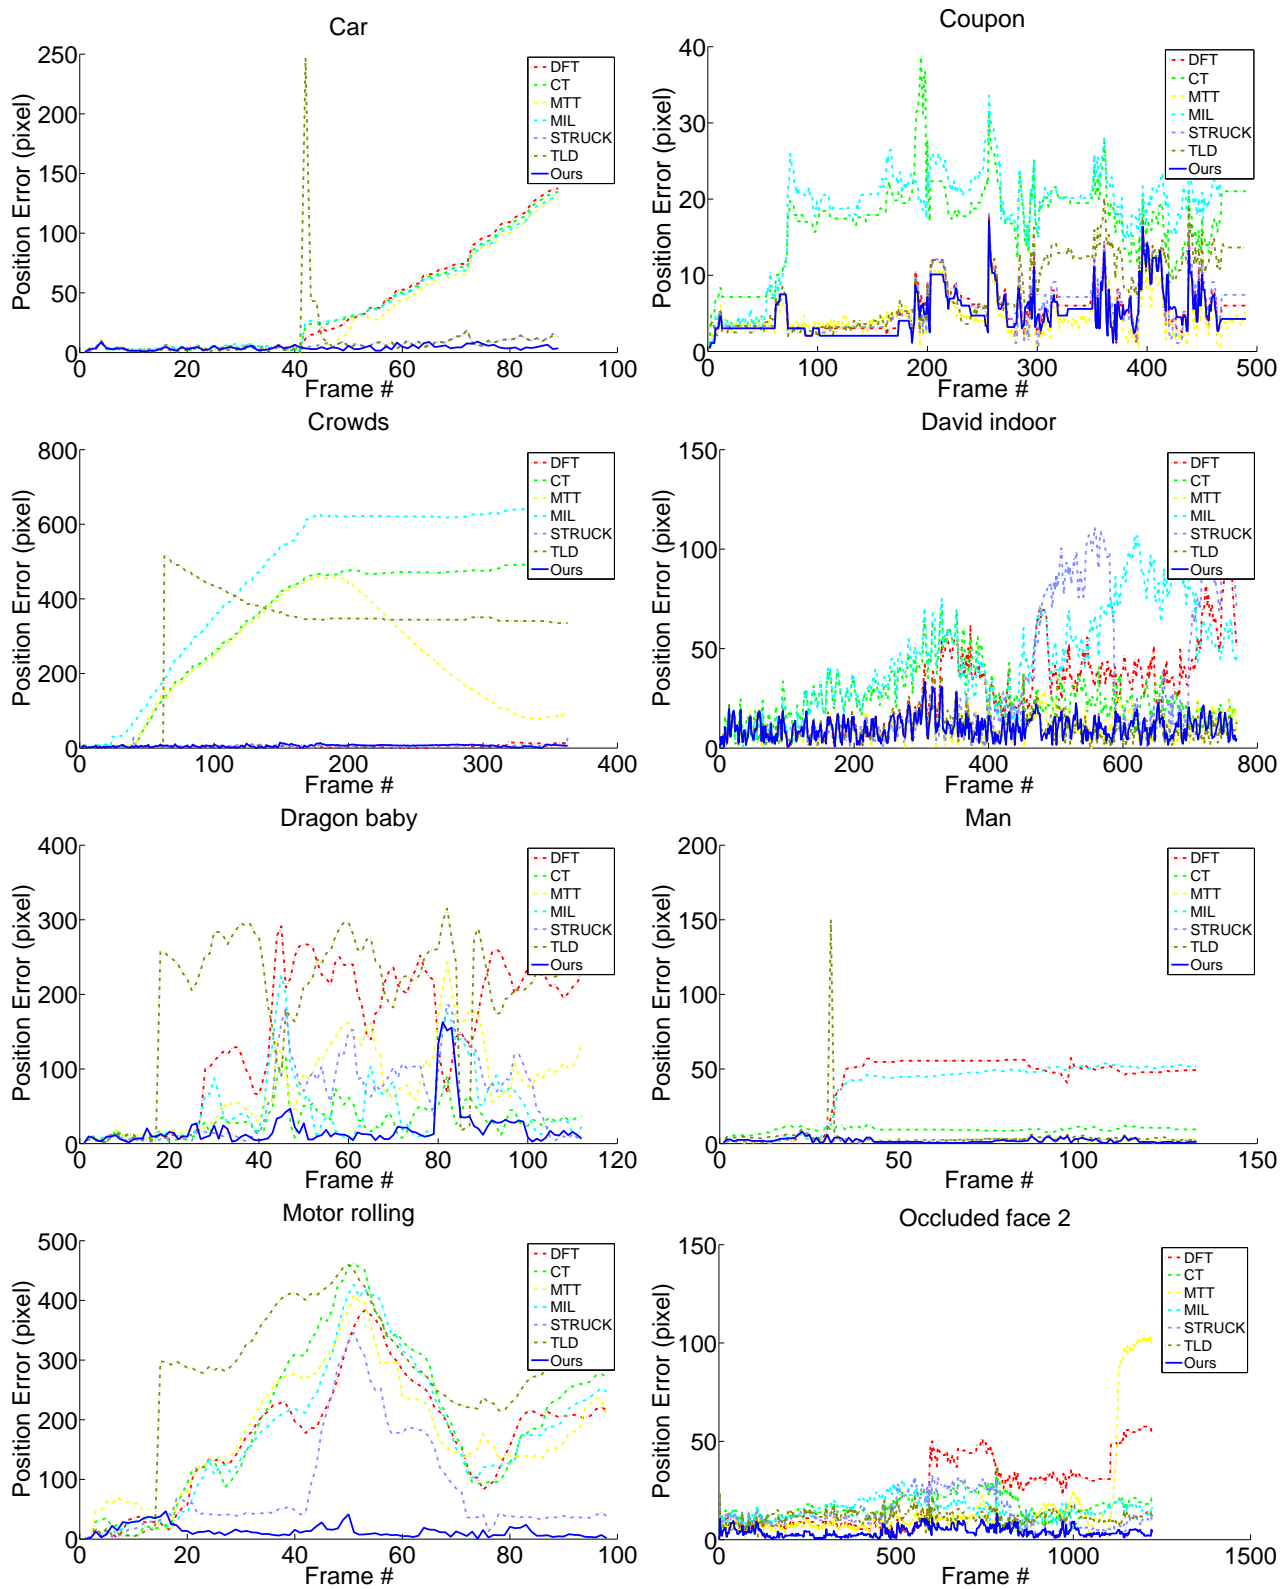 Car
Position Error (pixel)
250
200
150
100
50
0
0 20 40 60 80 100
Frame #
DFT
CT
MTT
MIL
STRUCK
TLD
Ours
Coupon
Position Error (pixel)
40
30
20
10
0
0 100 200 300 400 500
Frame #
DFT
CT
MTT
MIL
STRUCK
TLD
Ours
Crowds
Position Error (pixel)
800
600
400
200
0
0 100 200 300 400
Frame #
DFT
CT
MTT
MIL
STRUCK
TLD
Ours
David indoor
Position Error (pixel)
150
100
50
0
0 200 400 600 800
Frame #
DFT
CT
MTT
MIL
STRUCK
TLD
Ours
Dragon baby
Position Error (pixel)
400
300
200
100
0
0 20 40 60 80 100 120
Frame #
DFT
CT
MTT
MIL
STRUCK
TLD
Ours
Man
Position Error (pixel)
200
150
100
50
0
0 50 100 150
Frame #
DFT
CT
MTT
MIL
STRUCK
TLD
Ours
Motor rolling
Position Error (pixel)
500
400
300
200
100
0
0 20 40 60 80 100
Frame #
DFT
CT
MTT
MIL
STRUCK
TLD
Ours
Occluded face 2
Position Error (pixel)
150
100
50
0
0 500 1000 1500
Frame #
DFT
CT
MTT
MIL
STRUCK
TLD
Ours